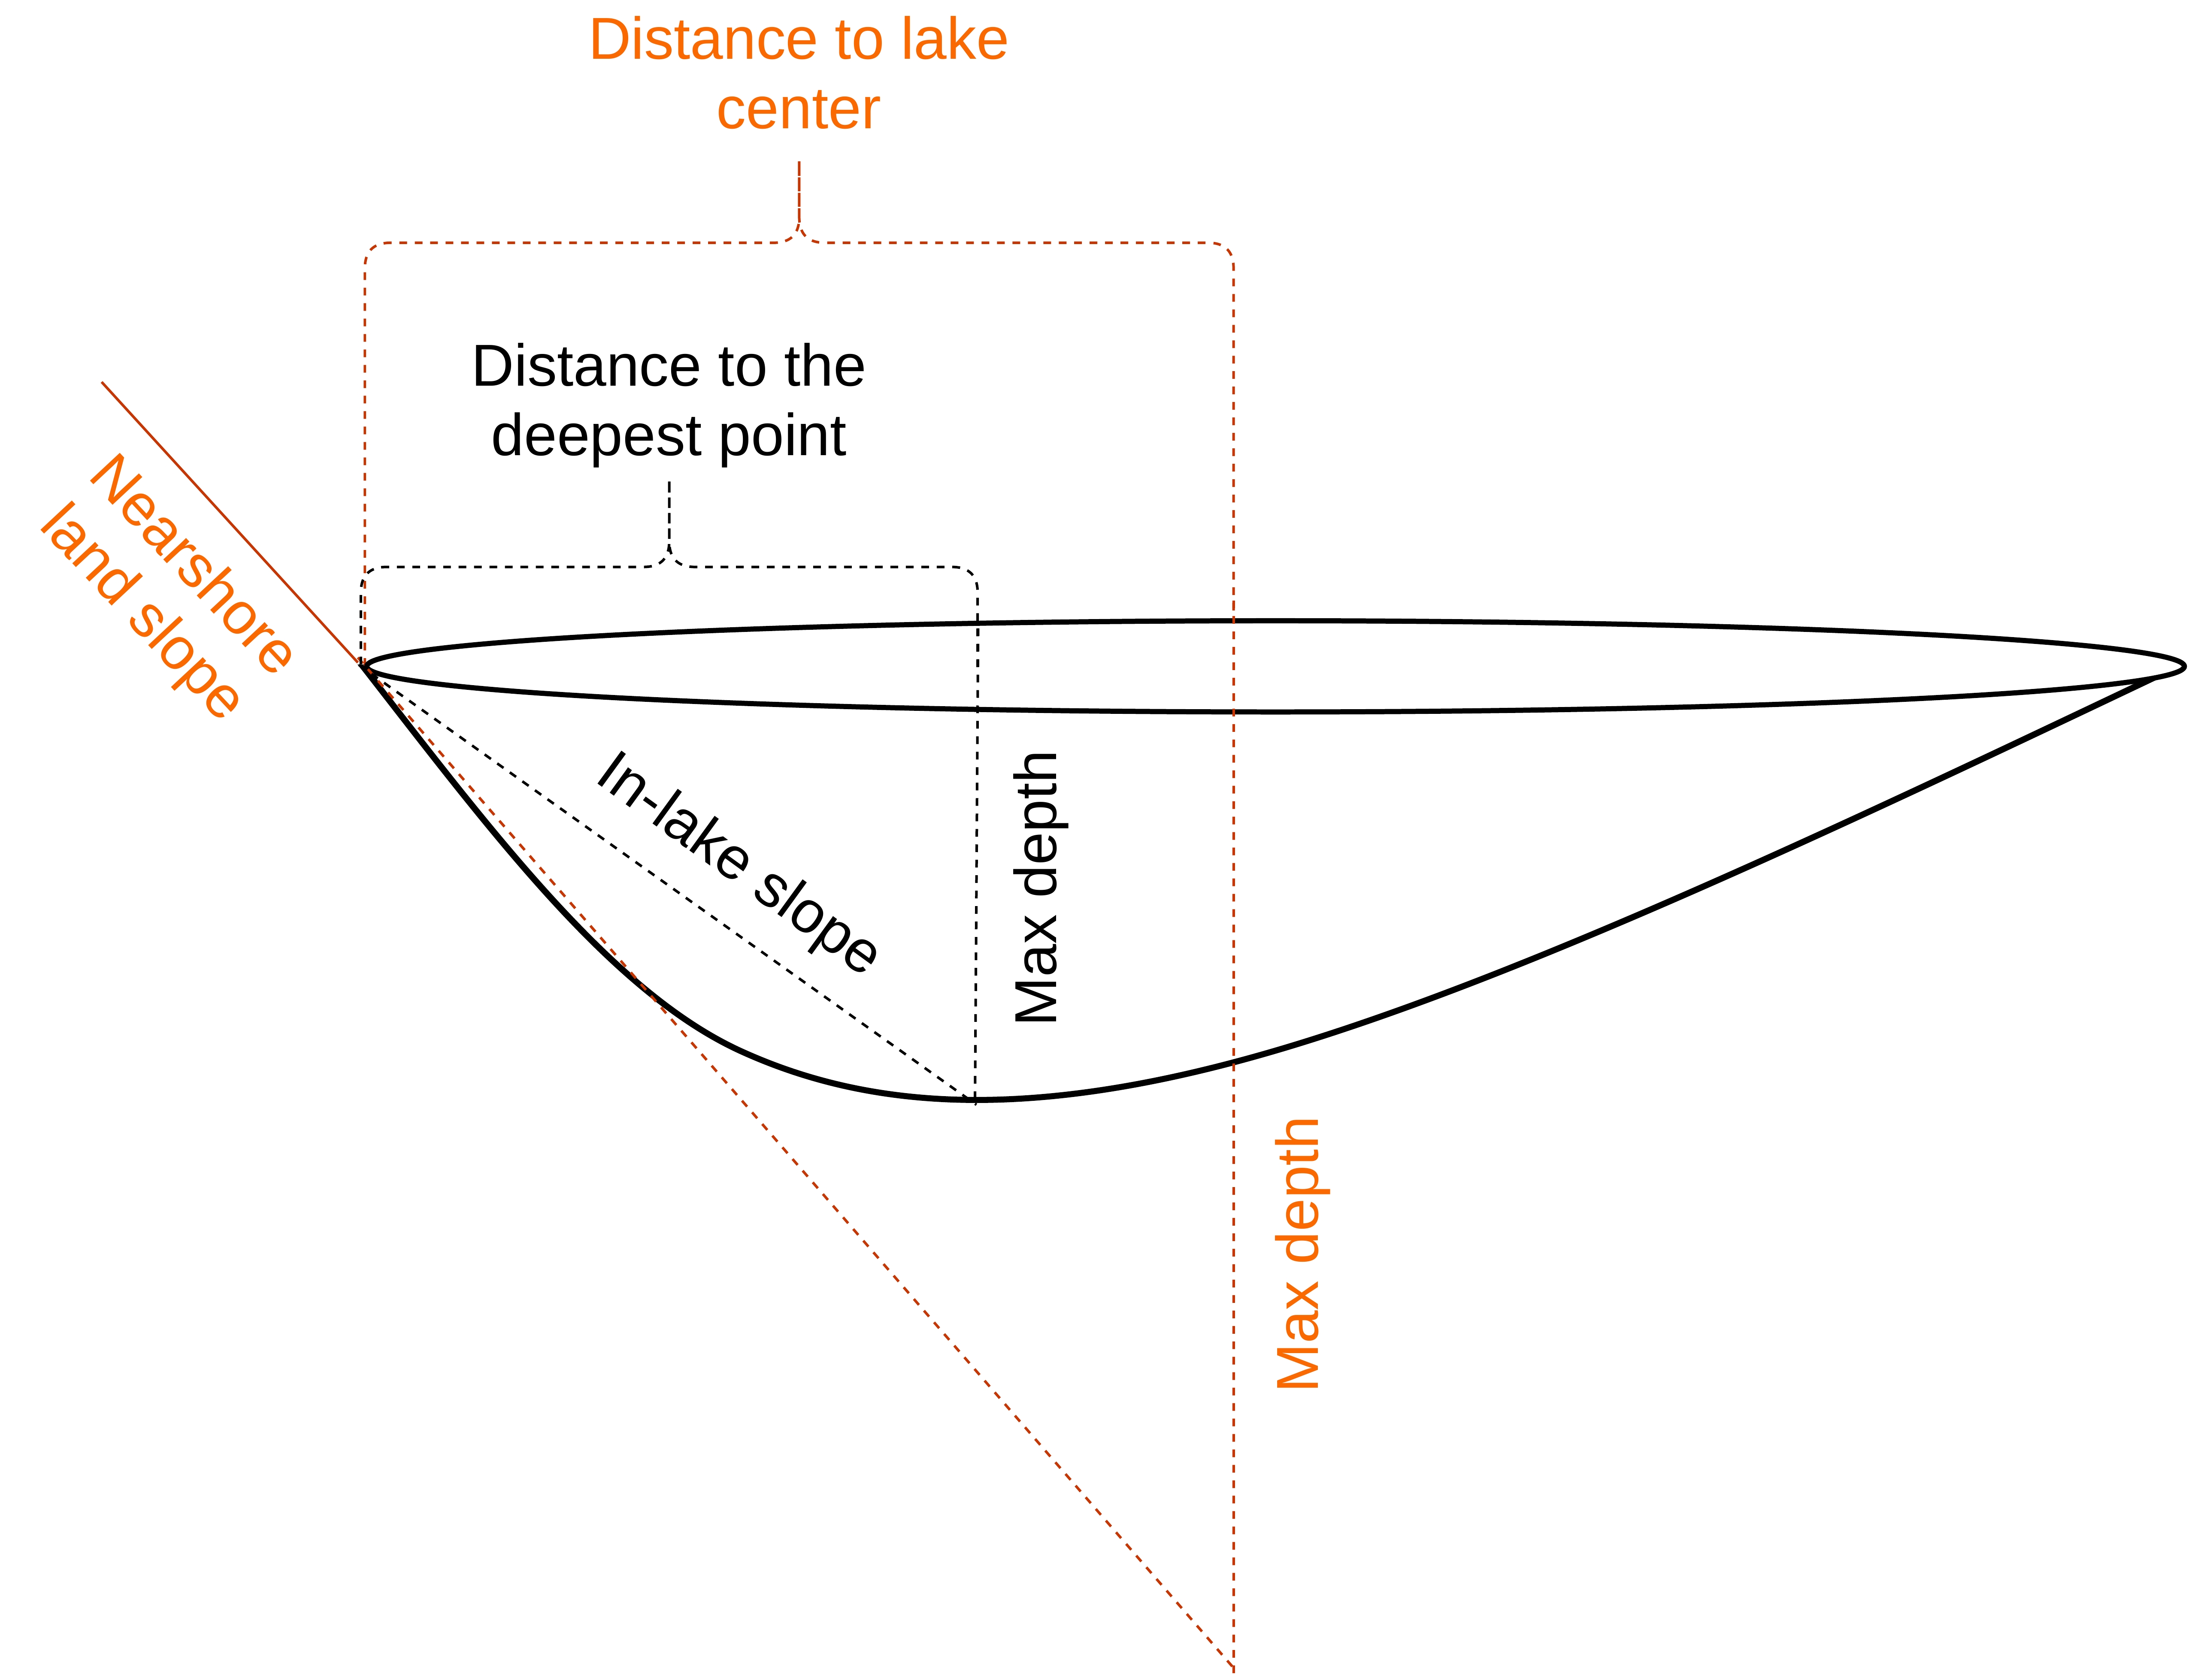 Distance to lake
center
Distance to the
deepest point
Nearshore
land slope
In-lake slope
Max depth
Max depth